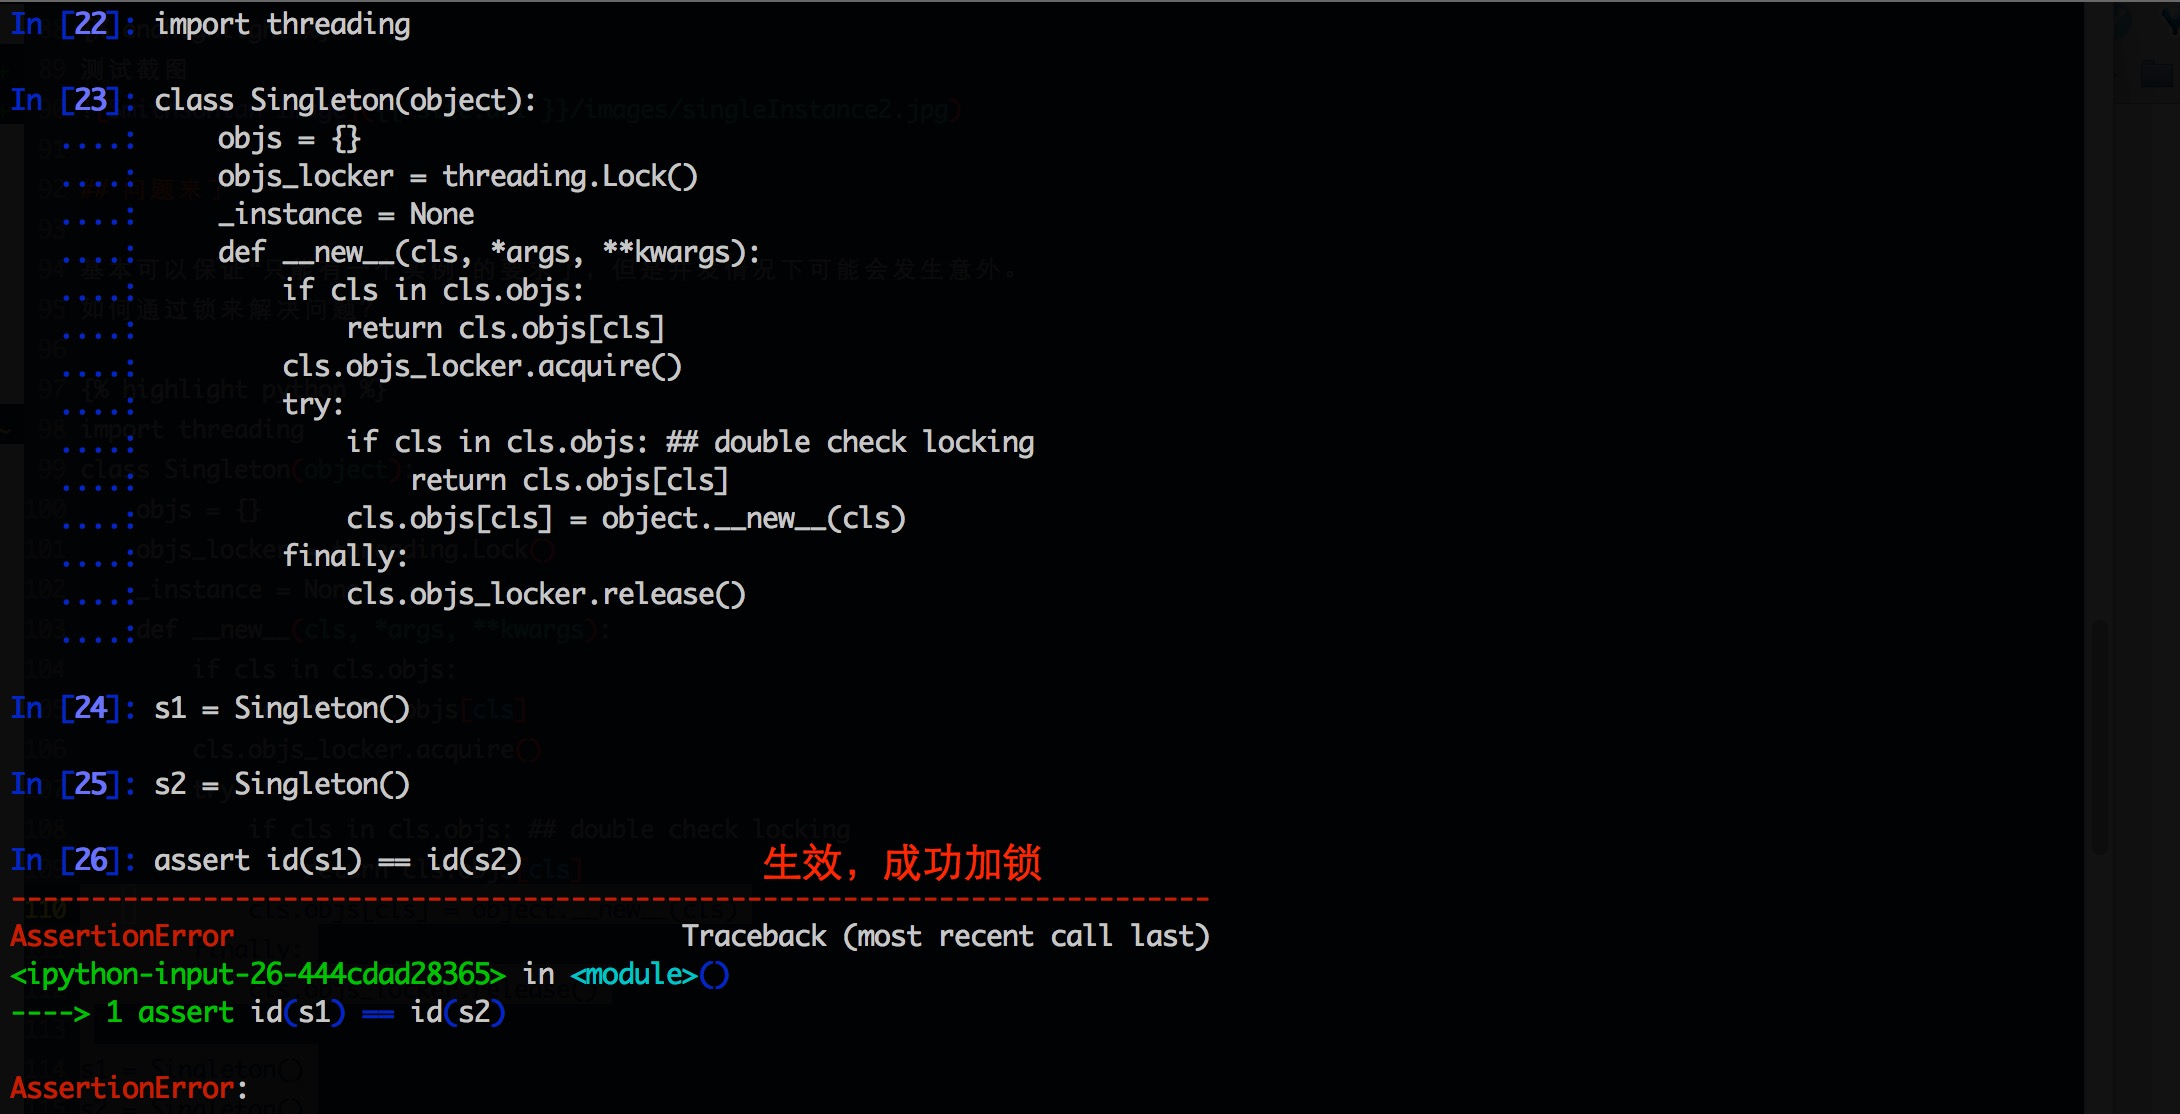 In [22]: import threading
In [23]: class Singleton(object):
....: objs = {}
....: objs_locker = threading.Lock()
....: _instance = None
....: def __new__(cls, *args, **kwargs):
....: if cls in cls.objs:
....: return cls.objs[cls]
....: cls.objs_locker.acquire()
....: try:
....: if cls in cls.objs: ## double check locking
....: return cls.objs[cls]
....: cls.objs[cls] = object.__new__(cls)
....: finally:
....: cls.objs_locker.release()
....:
In [24]: s1 = Singleton()
In [25]: s2 = Singleton()
In [26]: assert id(s1) == id(s2)
生效，成功加锁
---------------------------------------------------------------------------
AssertionError Traceback (most recent call last)
<ipython-input-26-444cdad28365> in <module>()
----> 1 assert id(s1) == id(s2)
AssertionError: